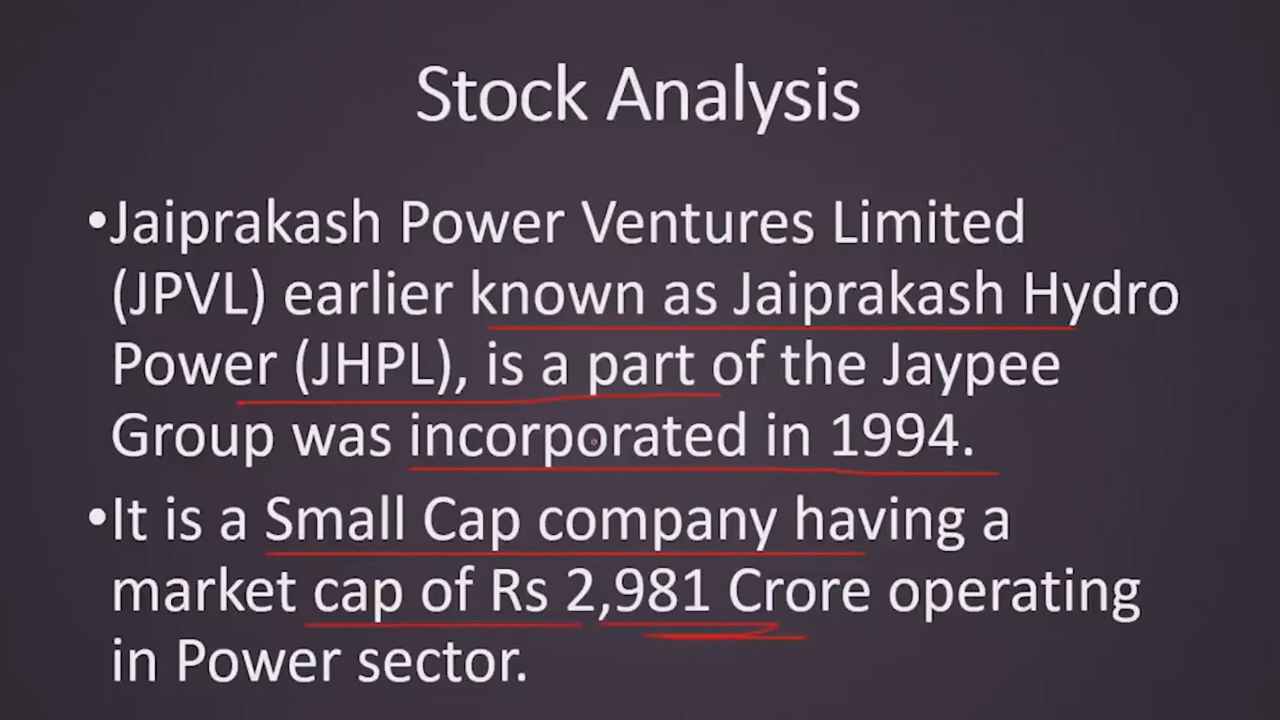 Stock Analysis
•Jaiprakash Power Ventures Limited
(JPVL) earlier known as Jaiprakash Hydro
Power (JHPL), is a part of the Jaypee
Group was incorporated in 1994.
•It is a Small Cap company having a
market cap of Rs 2,981 Crore operating
in Power sector.